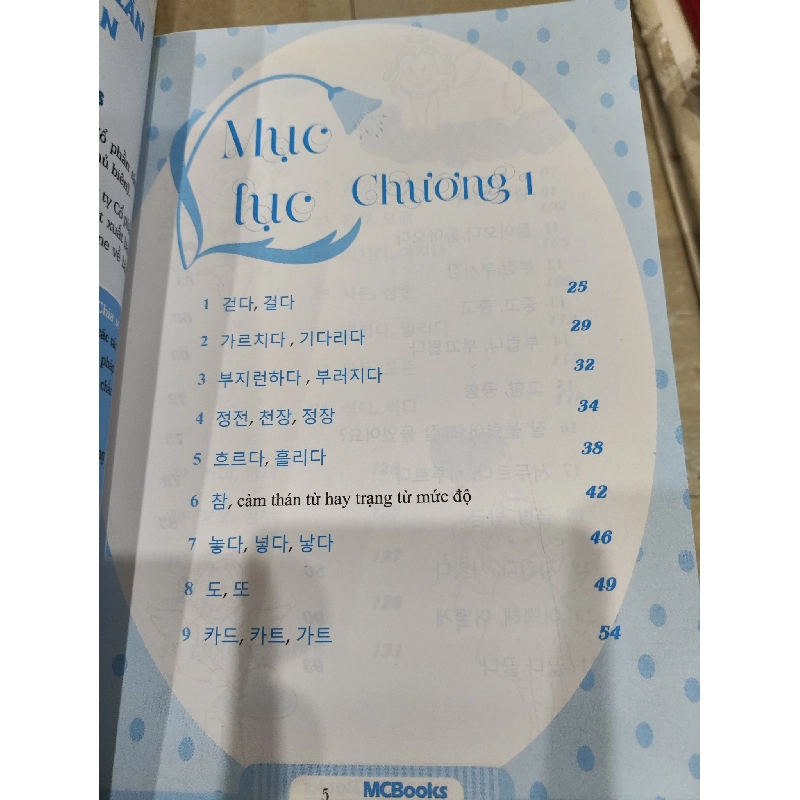 Mục lục
Chương 1
1 걷다, 걸다 25
2 가르치다 , 기다리다 29
3 부지런하다 , 부러지다 32
4 정전, 천장, 정장 34
5 흐르다, 흘리다 38
6 참, cảm thán từ hay trạng từ mức độ 42
7 놓다, 넣다, 낳다 46
8 도, 또 49
9 카드, 카트, 가트 54
5 MCBooks